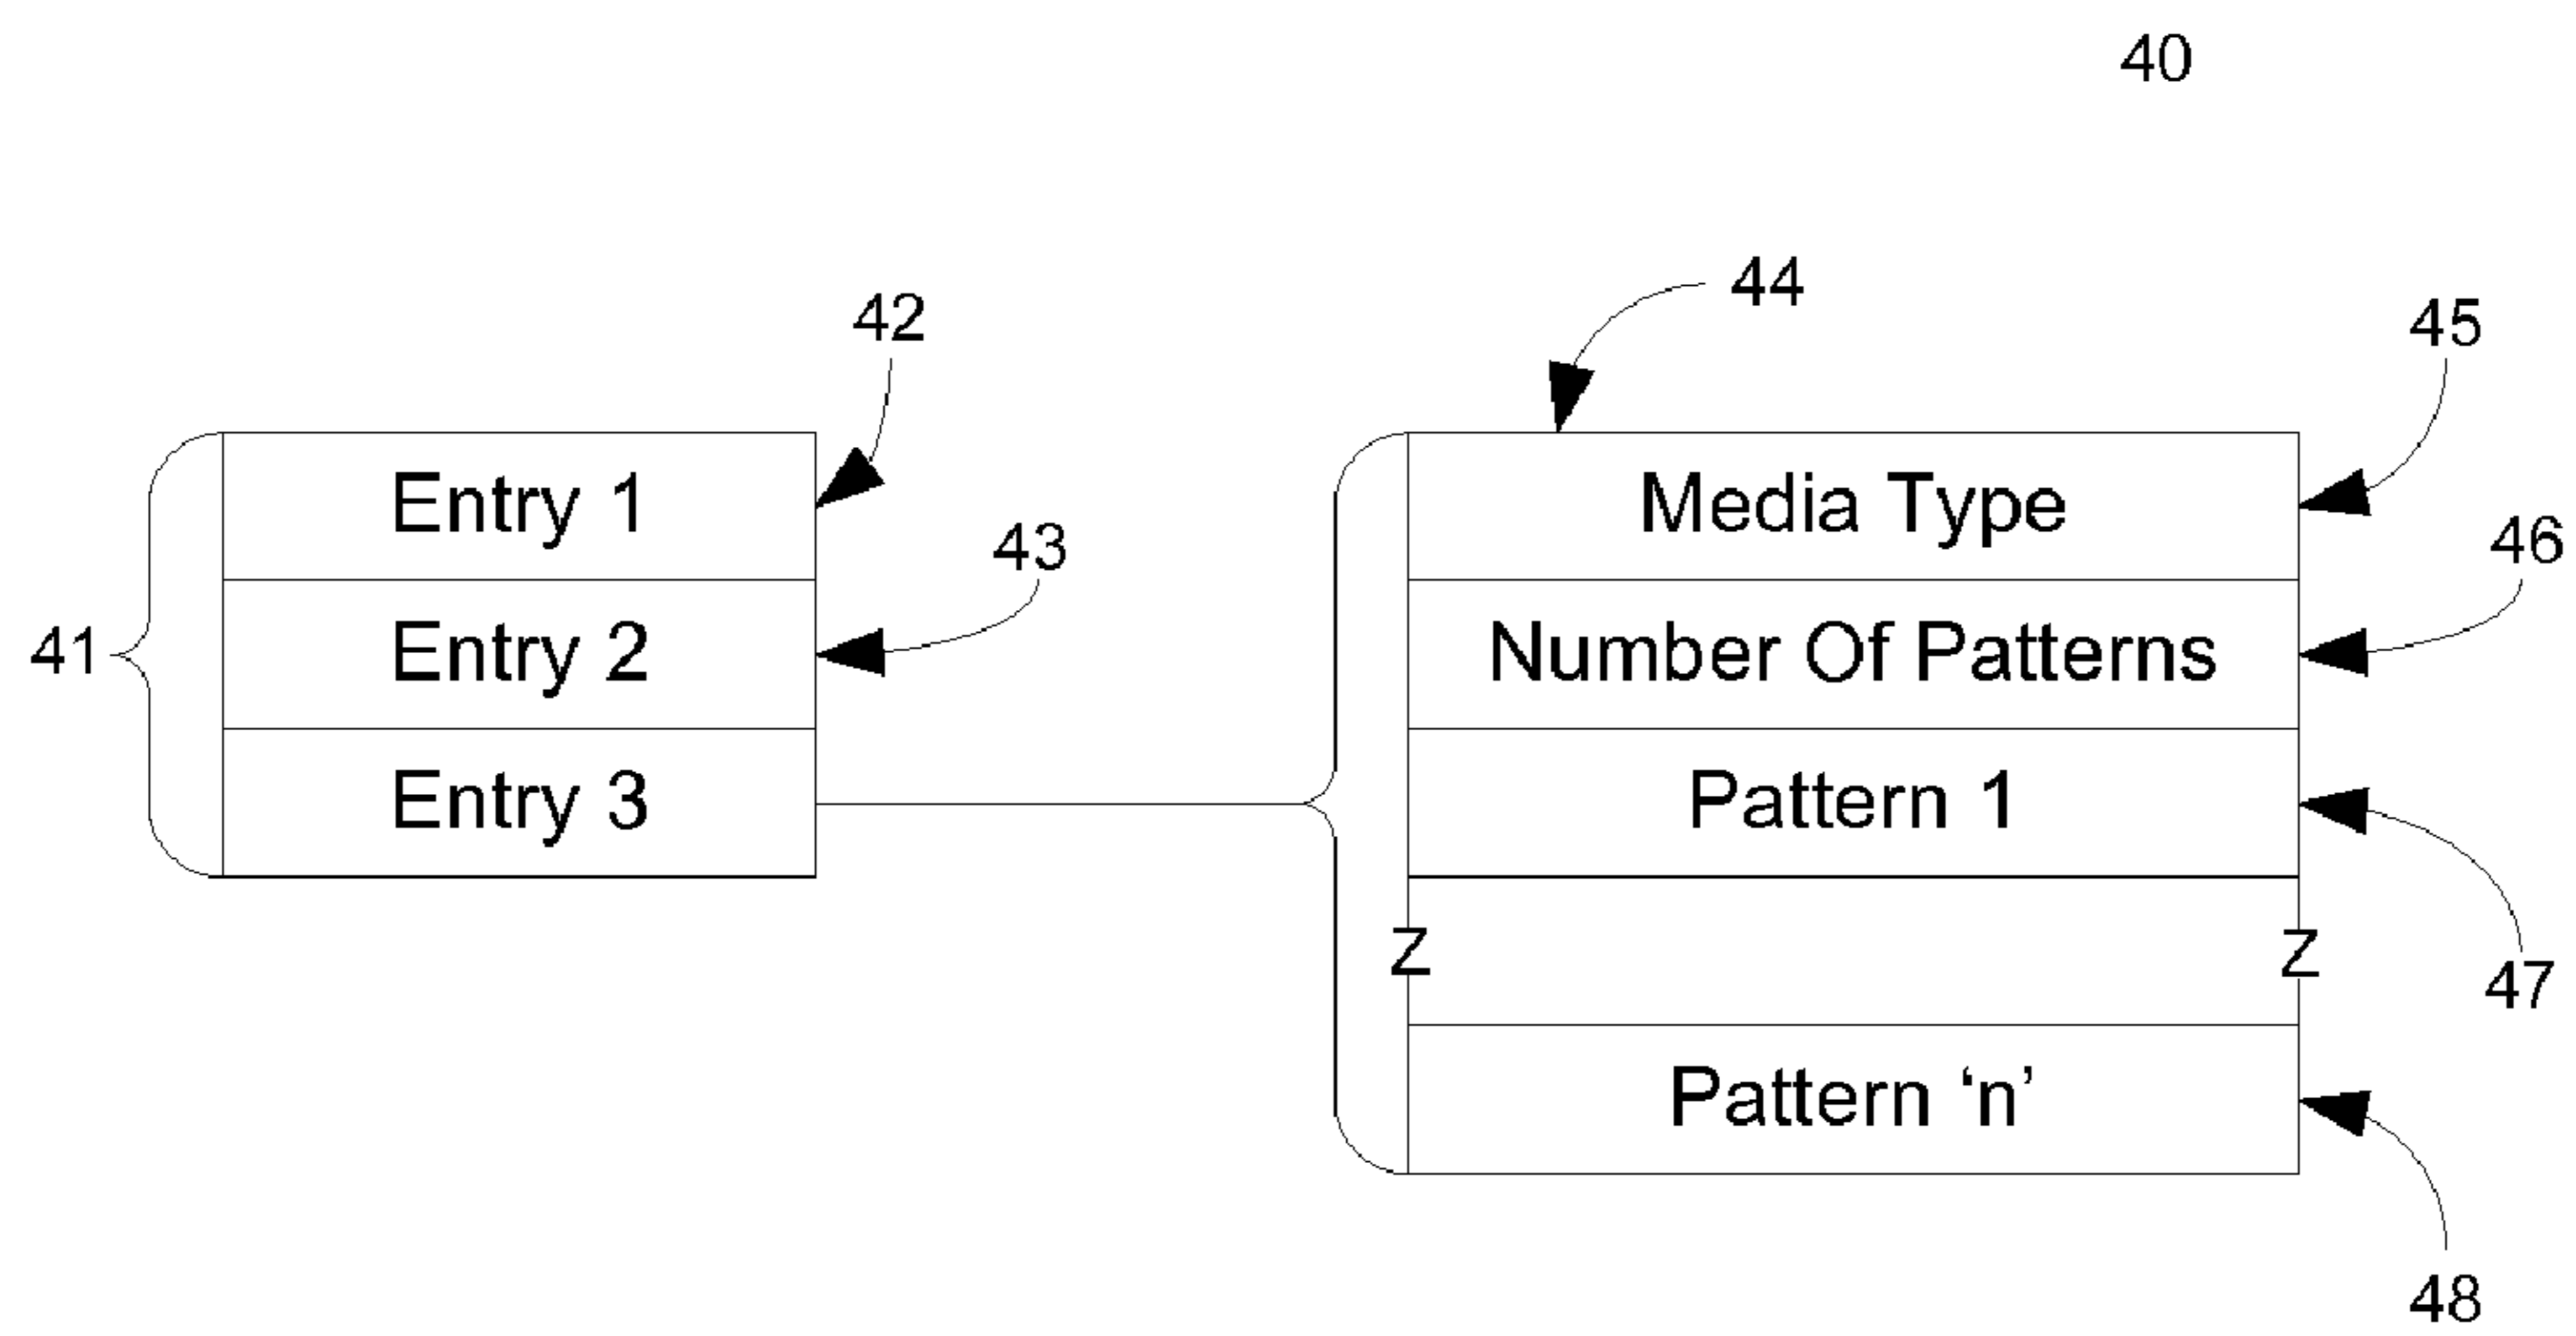 40
44
42
45
Entry 1
Media Type
43
46
41
Entry 2
Number Of Patterns
Entry 3
Pattern 1
Z
Z
47
Pattern ‘n’
48